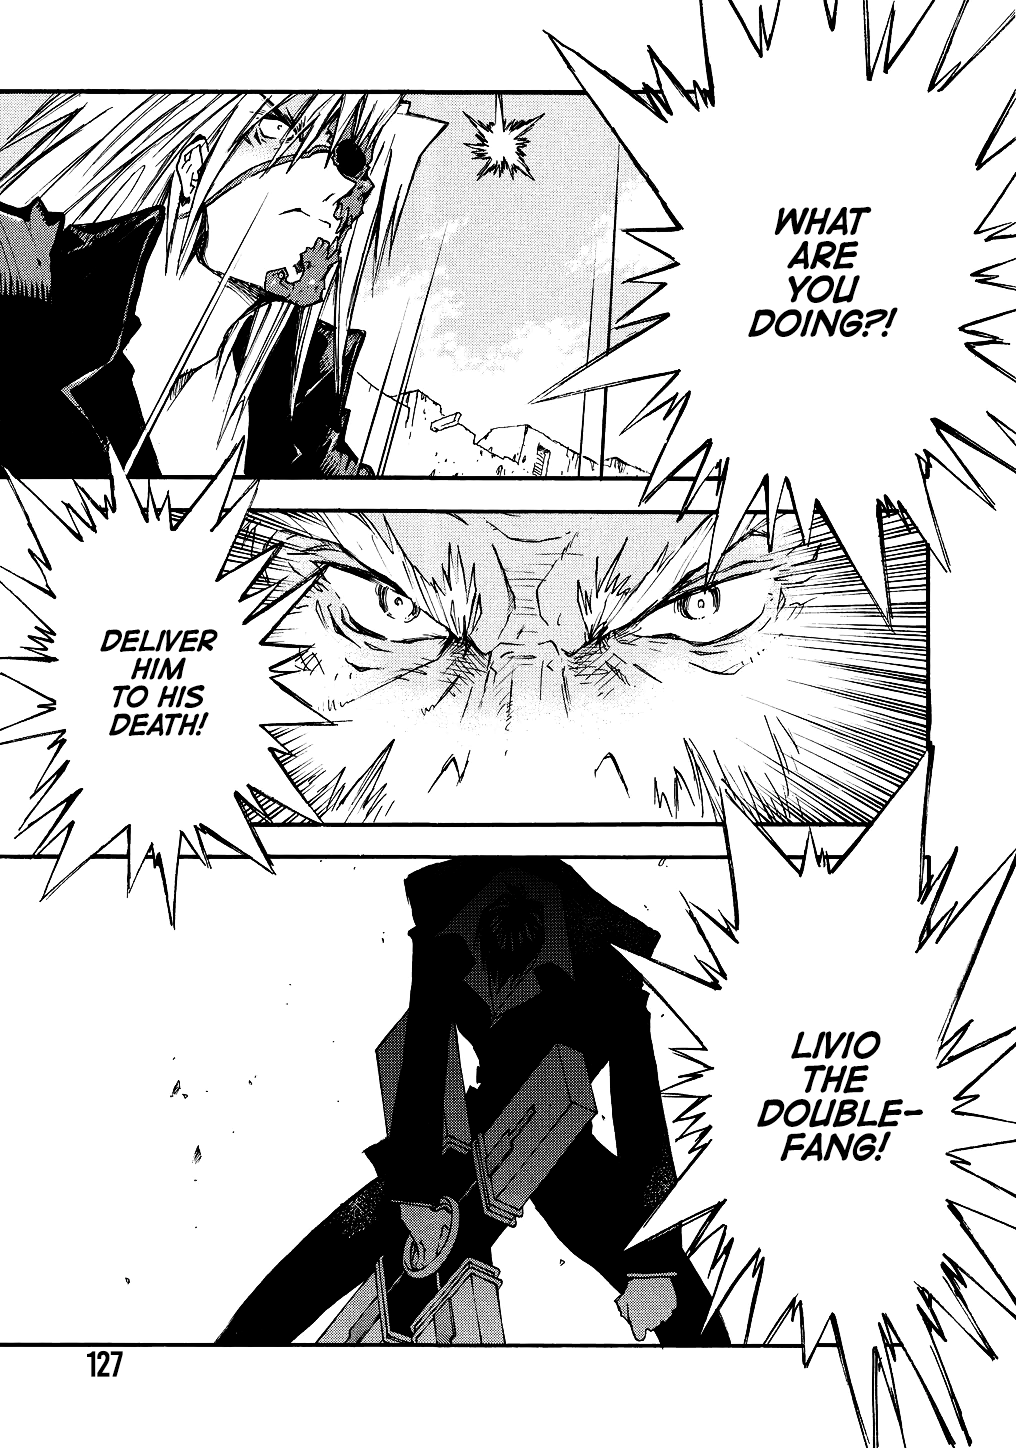 WHAT
ARE
YOU
DOING?!
DELIVER
HIM
TO HIS
DEATH!
LIVIO
THE
DOUBLE-
FANG!
127